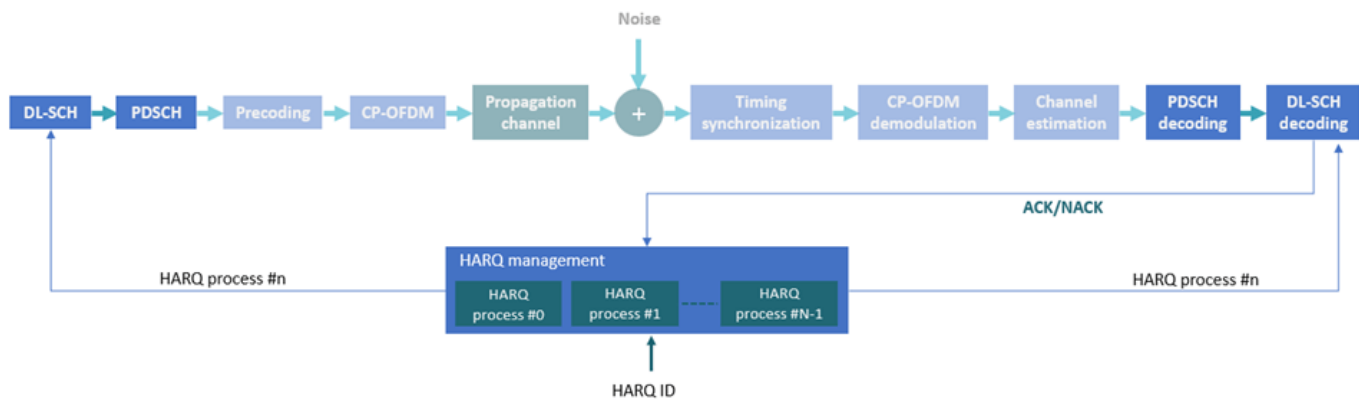 Noise
DL-SCH
PDSCH
Precoding
CP-OFDM
Propagation
channel
+
Timing
synchronization
CP-OFDM
demodulation
Channel
estimation
PDSCH
decoding
DL-SCH
decoding
ACK/NACK
HARQ process #n
HARQ management
HARQ process #n
HARQ
process #0
HARQ
process #1
HARQ
process #N-1
HARQ ID